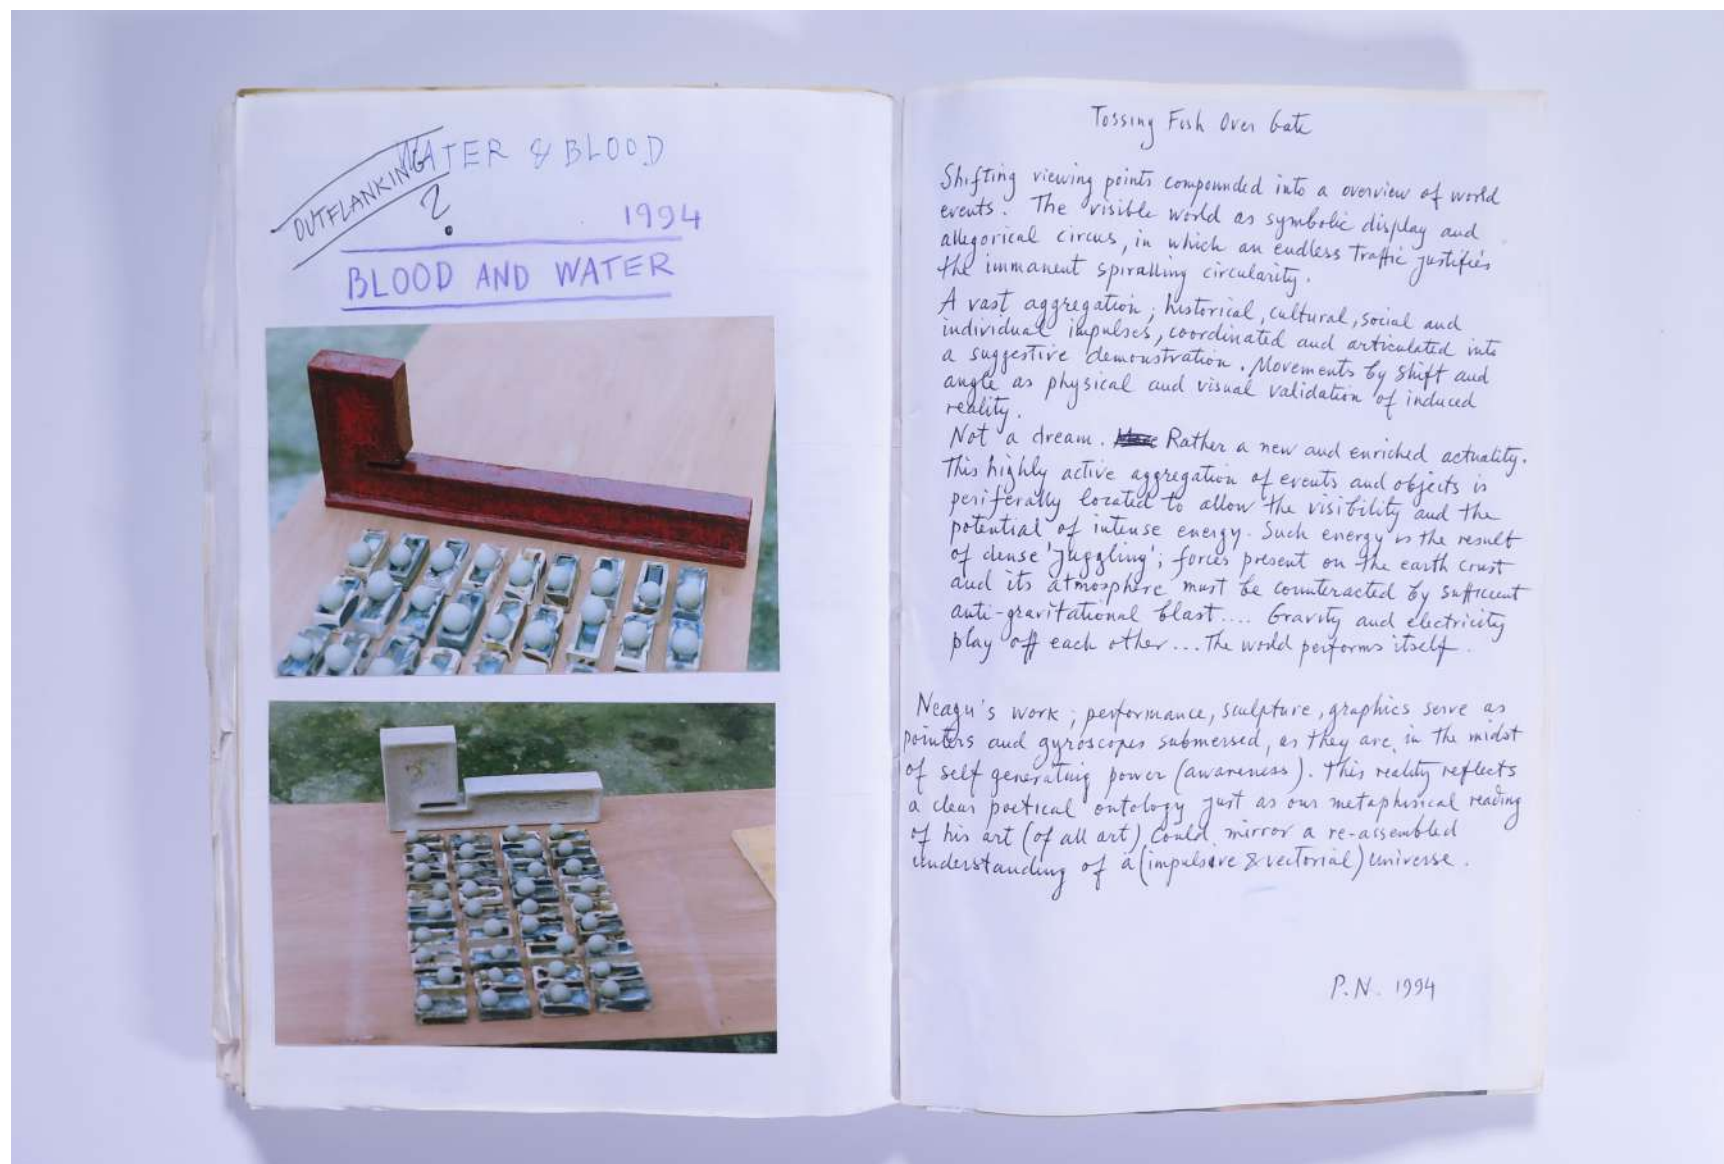 OUTFLANKING
WATER & BLOOD
?
1994
BLOOD AND WATER
Tossing Fish Over Gate
Shifting viewing points compounded into a overview of world
events. The visible world as symbolic display and
allegorical circus, in which an endless Traffic justifies
the immanent spiralling circularity.
A vast aggregation; historical, cultural, social and
individual impulses, coordinated and articulated into
a suggestive demonstration. Movements by shift and
angle as physical and visual validation of induced
reality.
Not a dream. Rather a new and enriched actuality.
This highly active aggregation of events and objects is
periferally located to allow the visibility and the
potential of intense energy. Such energy is the result
of dense 'Juggling'; forces present on the earth crust
and its atmosphere must be counteracted by sufficient
anti-gravitational blast.... Gravity and electricity
play off each other... The world performs itself.
Neagu's work; performance, sculpture, graphics serve as
pointers and gyroscopes submersed, as they are, in the midst
of self generating power (awareness). This reality reflects
a clear poetical ontology just as our metaphisical reading
of his art (of all art) could mirror a re-assembled
understanding of a (impulsive & vectorial) universe.
P.N. 1994